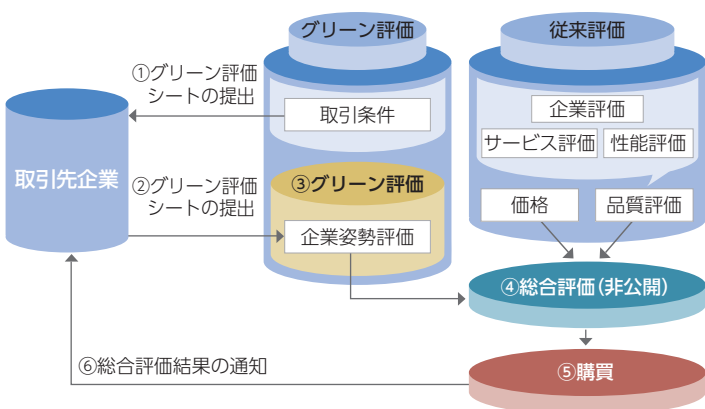 グリーン評価
従来評価
①グリーン評価
シートの提出
取引条件
企業評価
サービス評価
性能評価
取引先企業
②グリーン評価
シートの提出
③グリーン評価
価格
品質評価
企業姿勢評価
④総合評価(非公開)
⑥総合評価結果の通知
⑤購買